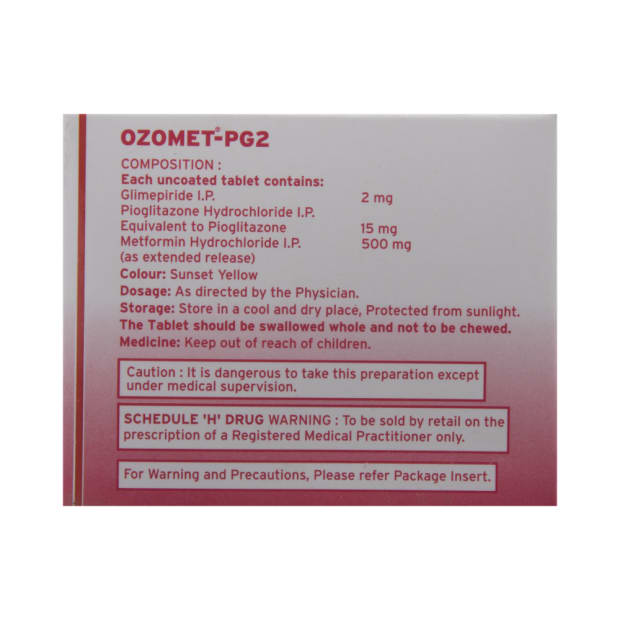 OZOMET®-PG2
COMPOSITION :
Each uncoated tablet contains:
Glimepiride I.P. 2 mg
Pioglitazone Hydrochloride I.P.
Equivalent to Pioglitazone 15 mg
Metformin Hydrochloride I.P. 500 mg
(as extended release)
Colour: Sunset Yellow
Dosage: As directed by the Physician.
Storage: Store in a cool and dry place, Protected from sunlight.
The Tablet should be swallowed whole and not to be chewed.
Medicine: Keep out of reach of children.
Caution : It is dangerous to take this preparation except
under medical supervision.
SCHEDULE 'H' DRUG WARNING : To be sold by retail on the
prescription of a Registered Medical Practitioner only.
For Warning and Precautions, Please refer Package Insert.